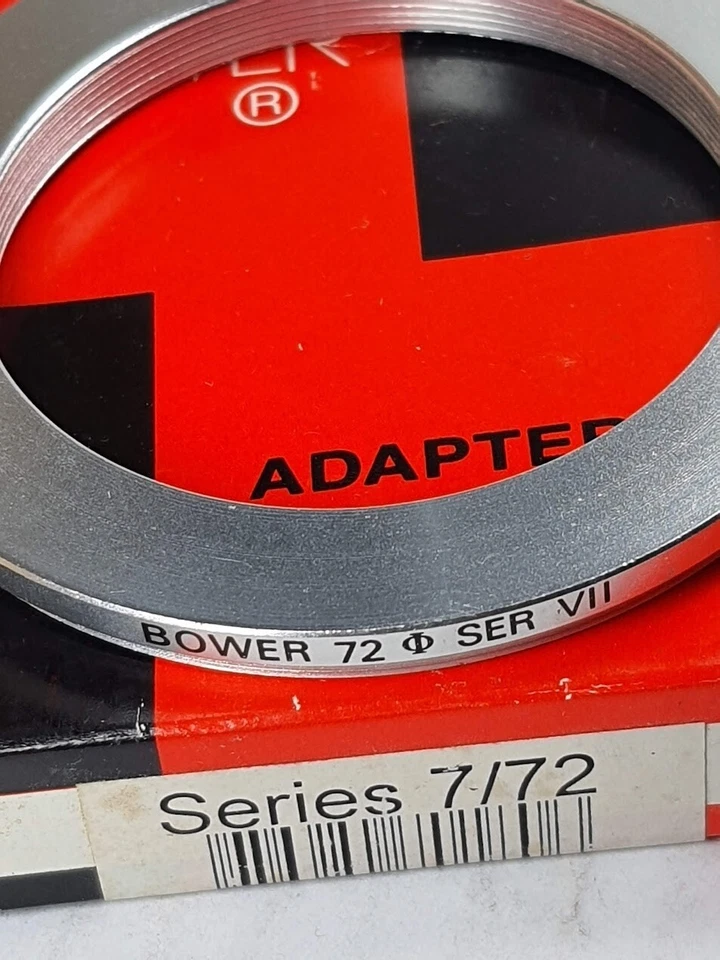 ®
ADAPTER
BOWER 72 Φ SER VII
Series 7/72